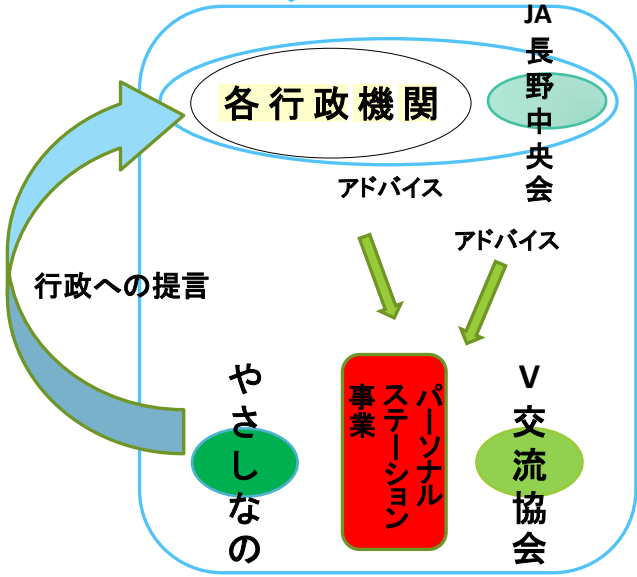 各行政機関
JA長野中央会
アドバイス
アドバイス
行政への提言
やさしなの
パーソナル
ステーション
事業
V交流協会